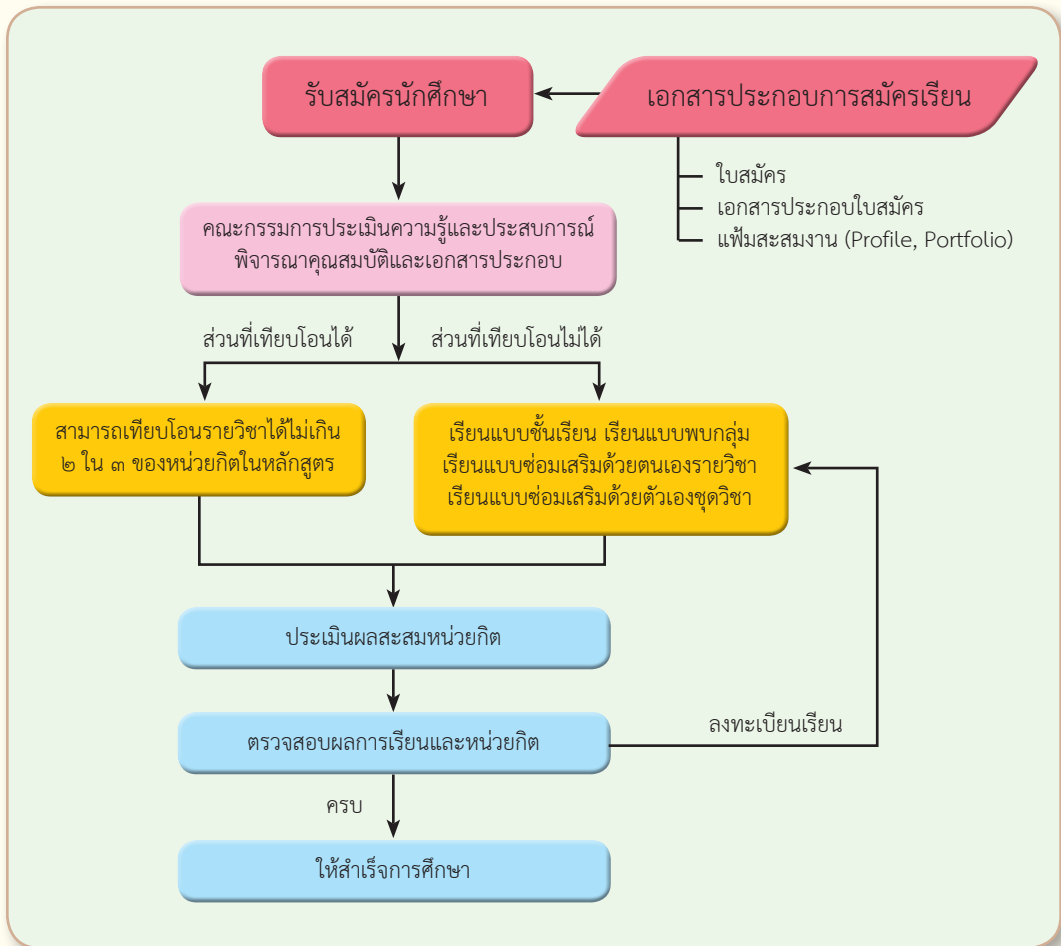 รับสมัครนักศึกษา
เอกสารประกอบการสมัครเรียน
ใบสมัคร
เอกสารประกอบใบสมัคร
แฟ้มสะสมงาน (Profile, Portfolio)
คณะกรรมการประเมินความรู้และประสบการณ์
พิจารณาคุณสมบัติและเอกสารประกอบ
ส่วนที่เทียบโอนได้
ส่วนที่เทียบโอนไม่ได้
สามารถเทียบโอนรายวิชาได้ไม่เกิน
๒ ใน ๓ ของหน่วยกิตในหลักสูตร
เรียนแบบชั้นเรียน เรียนแบบพบกลุ่ม
เรียนแบบซ่อมเสริมด้วยตนเองรายวิชา
เรียนแบบซ่อมเสริมด้วยตัวเองชุดวิชา
ประเมินผลสะสมหน่วยกิต
ตรวจสอบผลการเรียนและหน่วยกิต
ลงทะเบียนเรียน
ครบ
ให้สำเร็จการศึกษา